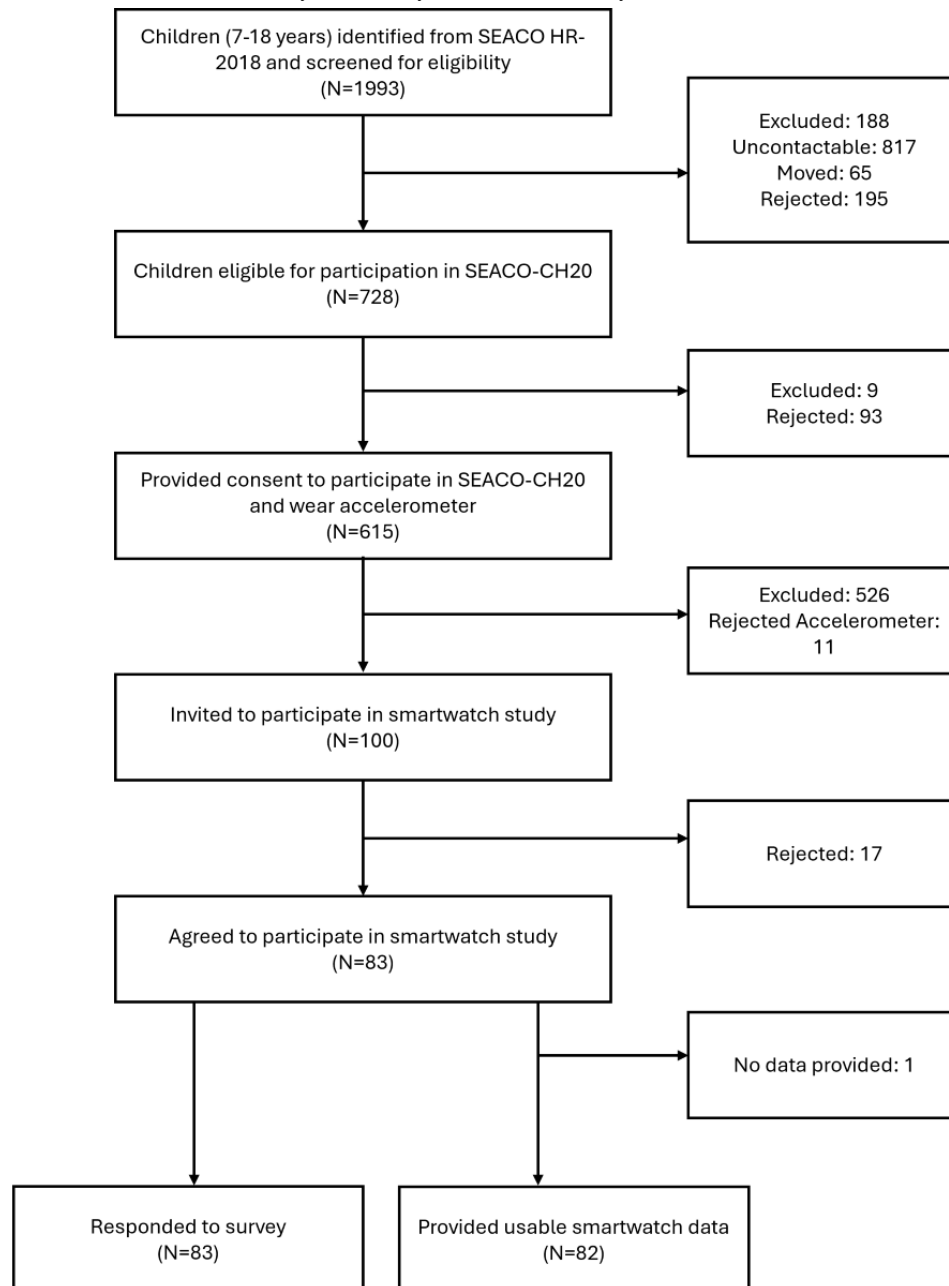 Children (7-18 years) identified from SEACO HR-
2018 and screened for eligibility
(N=1993)
Excluded: 188
Uncontactable: 817
Moved: 65
Rejected: 195
Children eligible for participation in SEACO-CH20
(N=728)
Excluded: 9
Rejected: 93
Provided consent to participate in SEACO-CH20
and wear accelerometer
(N=615)
Excluded: 526
Rejected Accelerometer:
11
Invited to participate in smartwatch study
(N=100)
Rejected: 17
Agreed to participate in smartwatch study
(N=83)
No data provided: 1
Responded to survey
(N=83)
Provided usable smartwatch data
(N=82)